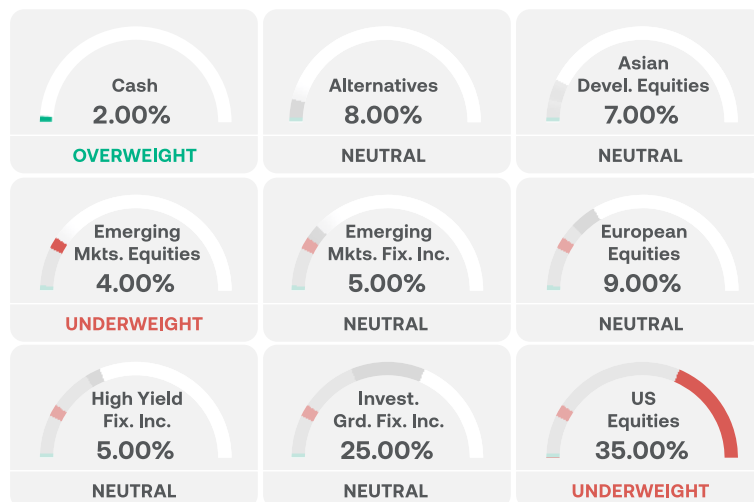 Cash
2.00%
OVERWEIGHT
Alternatives
8.00%
NEUTRAL
Asian
Devel. Equities
7.00%
NEUTRAL
Emerging
Mkts. Equities
4.00%
UNDERWEIGHT
Emerging
Mkts. Fix. Inc.
5.00%
NEUTRAL
European
Equities
9.00%
NEUTRAL
High Yield
Fix. Inc.
5.00%
NEUTRAL
Invest.
Grd. Fix. Inc.
25.00%
NEUTRAL
US
Equities
35.00%
UNDERWEIGHT